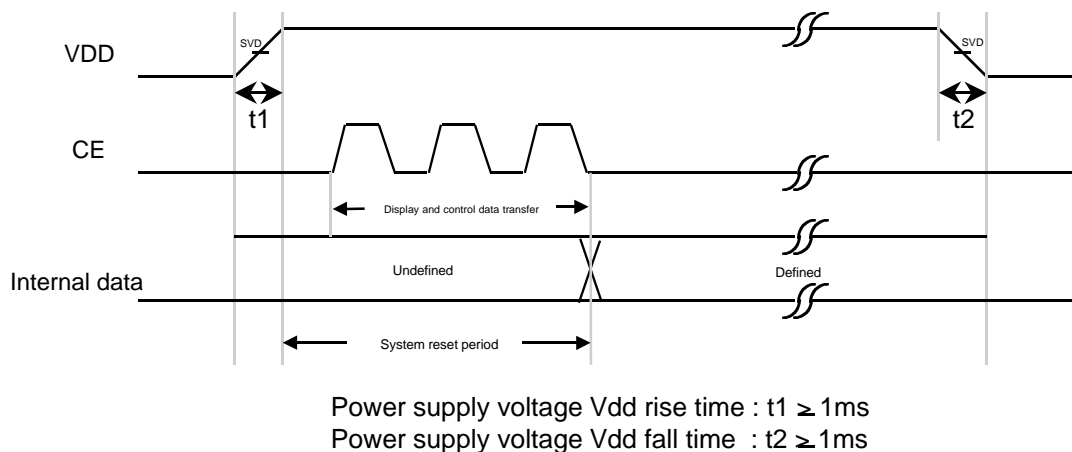 SVD
SVD
VDD
t1
t2
CE
Display and control data transfer
Undefined
Defined
Internal data
System reset period
Power supply voltage Vdd rise time : t1 ≥ 1ms
Power supply voltage Vdd fall time : t2 ≥ 1ms